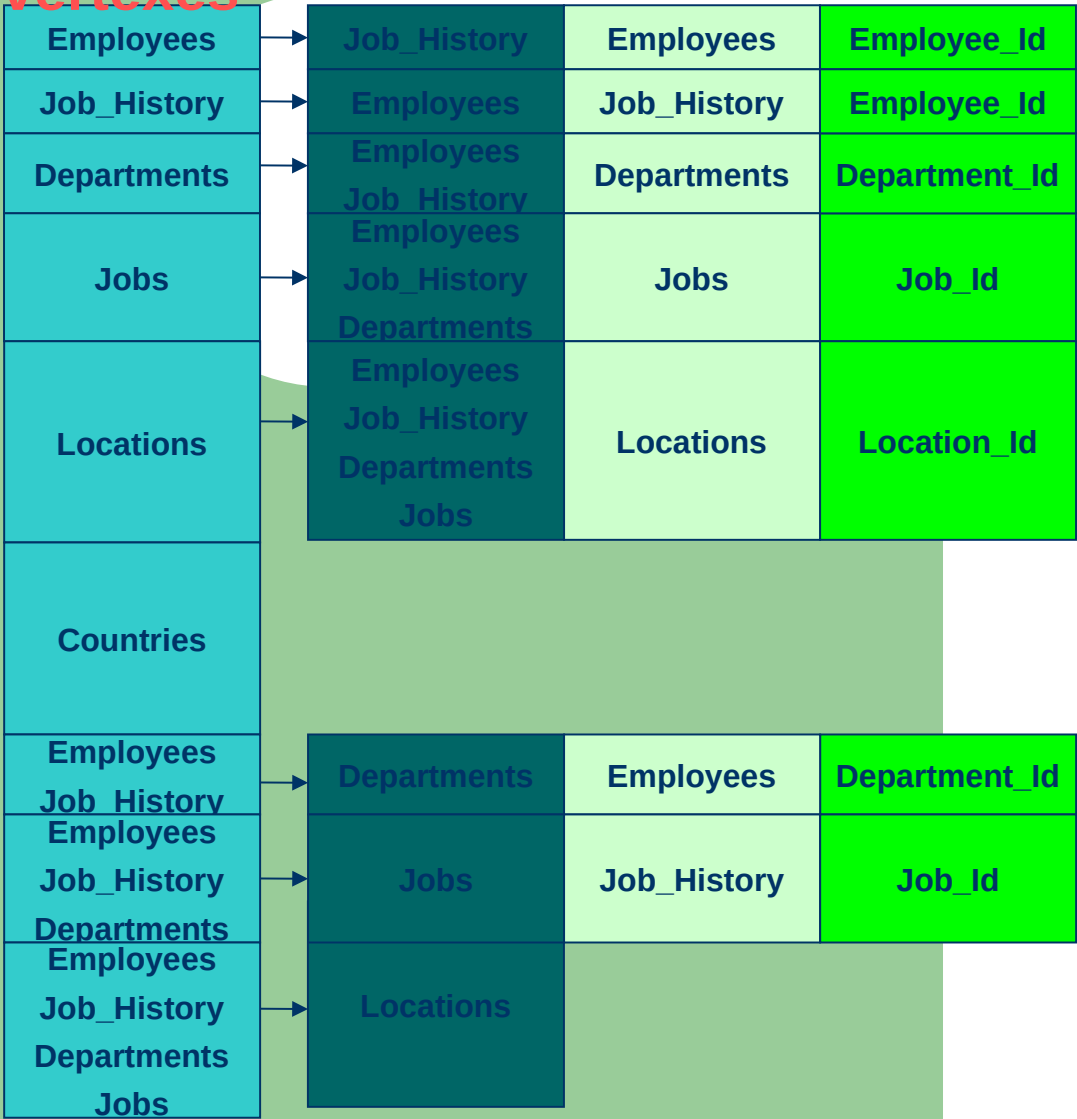 Vertexes
Employees Job_History Employees Employee_Id
Job_History Employees Job_History Employee_Id
Employees
Departments Departments Department_Id
Job_History
Employees
Jobs Job_History Jobs Job_Id
Departments
Employees
Job_History
Locations Locations Location_Id
Departments
Jobs
Countries
Employees
Departments Employees Department_Id
Job_History
Employees
Job_History Jobs Job_History Job_Id
Departments
Employees
Job_History Locations
Departments
Jobs